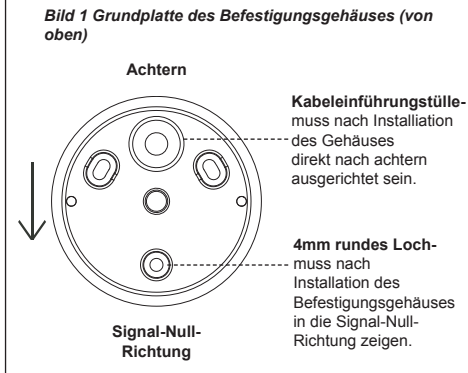 Bild 1 Grundplatte des Befestigungsgehäuses (von
oben)
Achtern
Kabeleinführungstülle-
muss nach Installiation
des Gehäuses
direkt nach achtern
ausgerichtet sein.
4mm rundes Loch-
muss nach
Installation des
Befestigungsgehäuses
in die Signal-Null-
Richtung zeigen.
Signal-Null-
Richtung